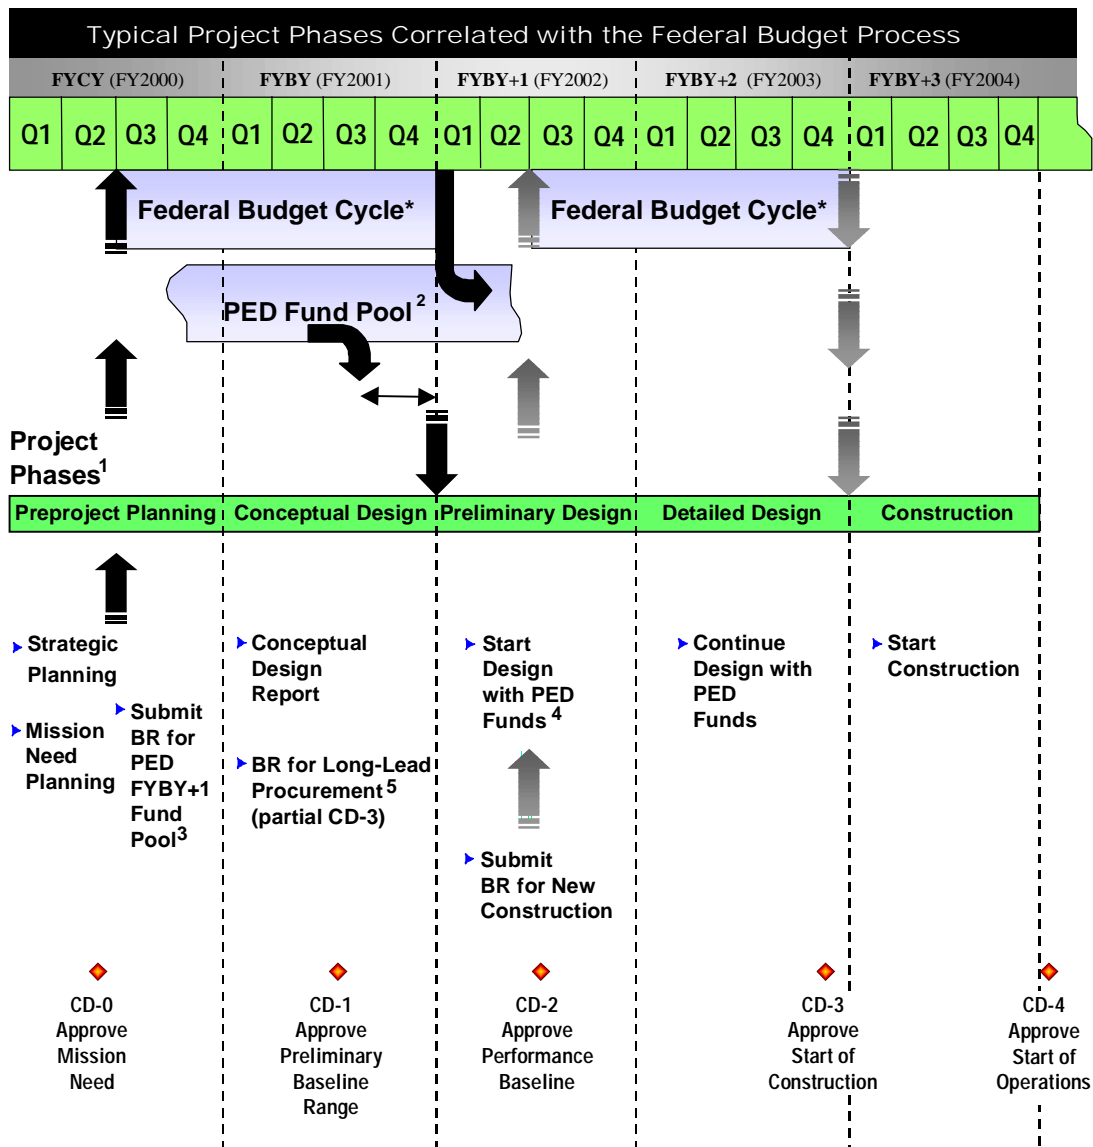 Typical Project Phases Correlated with the Federal Budget Process
FYCY (FY2000) FYBY (FY2001) FYBY+1 (FY2002) FYBY+2 (FY2003) FYBY+3 (FY2004)
Q1 Q2 Q3 Q4 Q1 Q2 Q3 Q4 Q1 Q2 Q3 Q4 Q1 Q2 Q3 Q4 Q1 Q2 Q3 Q4
Federal Budget Cycle*
Federal Budget Cycle*
PED Fund Pool 2
Project
Phases1
Preproject Planning Conceptual Design Preliminary Design Detailed Design Construction
Strategic
Planning
Mission
Need
Planning
Submit
BR for
PED
FYBY+1
Fund
Pool3
Conceptual
Design
Report
BR for Long-Lead
Procurement 5
(partial CD-3)
Start
Design
with PED
Funds 4
Submit
BR for New
Construction
Continue
Design with
PED
Funds
Start
Construction
CD-0
Approve
Mission
Need
CD-1
Approve
Preliminary
Baseline
Range
CD-2
Approve
Performance
Baseline
CD-3
Approve
Start of
Construction
CD-4
Approve
Start of
Operations